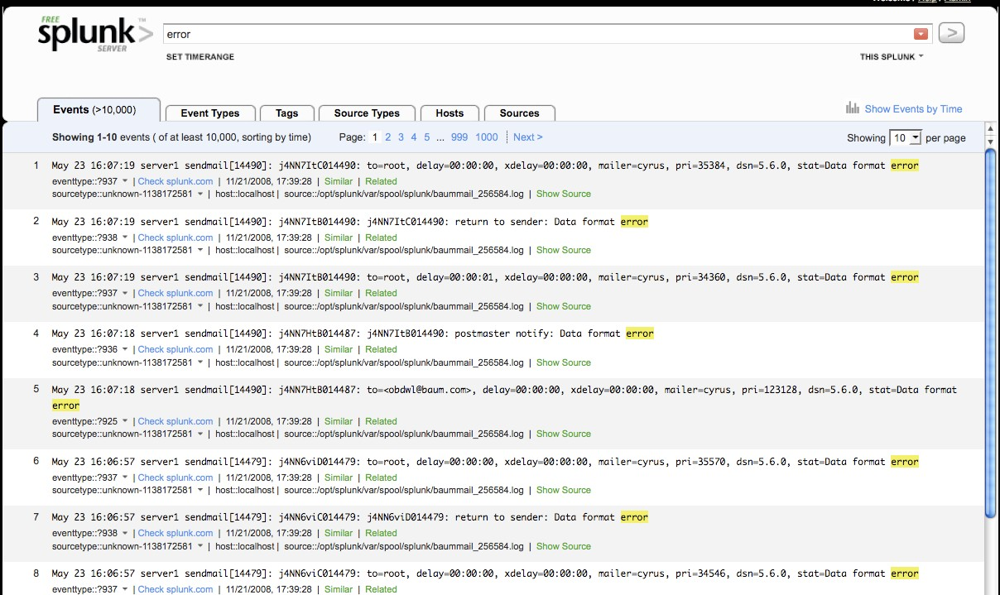 Welcome! Help / Admin
FREE
splunk> ™
SERVER
error
>
SET TIMERANGE
THIS SPLUNK
Events (>10,000)
Event Types
Tags
Source Types
Hosts
Sources
Show Events by Time
Showing 1-10 events ( of at least 10,000, sorting by time)
Page: 1 2 3 4 5 ... 999 1000 Next >
Showing 10 per page
1 May 23 16:07:19 server1 sendmail[14490]: j4NN7ItC014490: to=root, delay=00:00:00, xdelay=00:00:00, mailer=cyrus, pri=35384, dsn=5.6.0, stat=Data format error
eventtype::?937 | Check splunk.com | 11/21/2008, 17:39:28 | Similar | Related
sourcetype::unknown-1138172581 | host::localhost | source::/opt/splunk/var/spool/splunk/baummail_256584.log | Show Source
2 May 23 16:07:19 server1 sendmail[14490]: j4NN7ItB014490: j4NN7ItC014490: return to sender: Data format error
eventtype::?938 | Check splunk.com | 11/21/2008, 17:39:28 | Similar | Related
sourcetype::unknown-1138172581 | host::localhost | source::/opt/splunk/var/spool/splunk/baummail_256584.log | Show Source
3 May 23 16:07:19 server1 sendmail[14490]: j4NN7ItB014490: to=root, delay=00:00:01, xdelay=00:00:00, mailer=cyrus, pri=34360, dsn=5.6.0, stat=Data format error
eventtype::?937 | Check splunk.com | 11/21/2008, 17:39:28 | Similar | Related
sourcetype::unknown-1138172581 | host::localhost | source::/opt/splunk/var/spool/splunk/baummail_256584.log | Show Source
4 May 23 16:07:18 server1 sendmail[14490]: j4NN7HtB014487: j4NN7ItB014490: postmaster notify: Data format error
eventtype::?936 | Check splunk.com | 11/21/2008, 17:39:28 | Similar | Related
sourcetype::unknown-1138172581 | host::localhost | source::/opt/splunk/var/spool/splunk/baummail_256584.log | Show Source
5 May 23 16:07:18 server1 sendmail[14490]: j4NN7HtB014487: to=<obdwl@baum.com>, delay=00:00:00, xdelay=00:00:00, mailer=cyrus, pri=123128, dsn=5.6.0, stat=Data format
error
eventtype::?925 | Check splunk.com | 11/21/2008, 17:39:28 | Similar | Related
sourcetype::unknown-1138172581 | host::localhost | source::/opt/splunk/var/spool/splunk/baummail_256584.log | Show Source
6 May 23 16:06:57 server1 sendmail[14479]: j4NN6viD014479: to=root, delay=00:00:00, xdelay=00:00:00, mailer=cyrus, pri=35570, dsn=5.6.0, stat=Data format error
eventtype::?937 | Check splunk.com | 11/21/2008, 17:39:28 | Similar | Related
sourcetype::unknown-1138172581 | host::localhost | source::/opt/splunk/var/spool/splunk/baummail_256584.log | Show Source
7 May 23 16:06:57 server1 sendmail[14479]: j4NN6viC014479: j4NN6viD014479: return to sender: Data format error
eventtype::?938 | Check splunk.com | 11/21/2008, 17:39:28 | Similar | Related
sourcetype::unknown-1138172581 | host::localhost | source::/opt/splunk/var/spool/splunk/baummail_256584.log | Show Source
8 May 23 16:06:57 server1 sendmail[14479]: j4NN6viC014479: to=root, delay=00:00:00, xdelay=00:00:00, mailer=cyrus, pri=34546, dsn=5.6.0, stat=Data format error
eventtype::?937 | Check splunk.com | 11/21/2008, 17:39:28 | Similar | Related